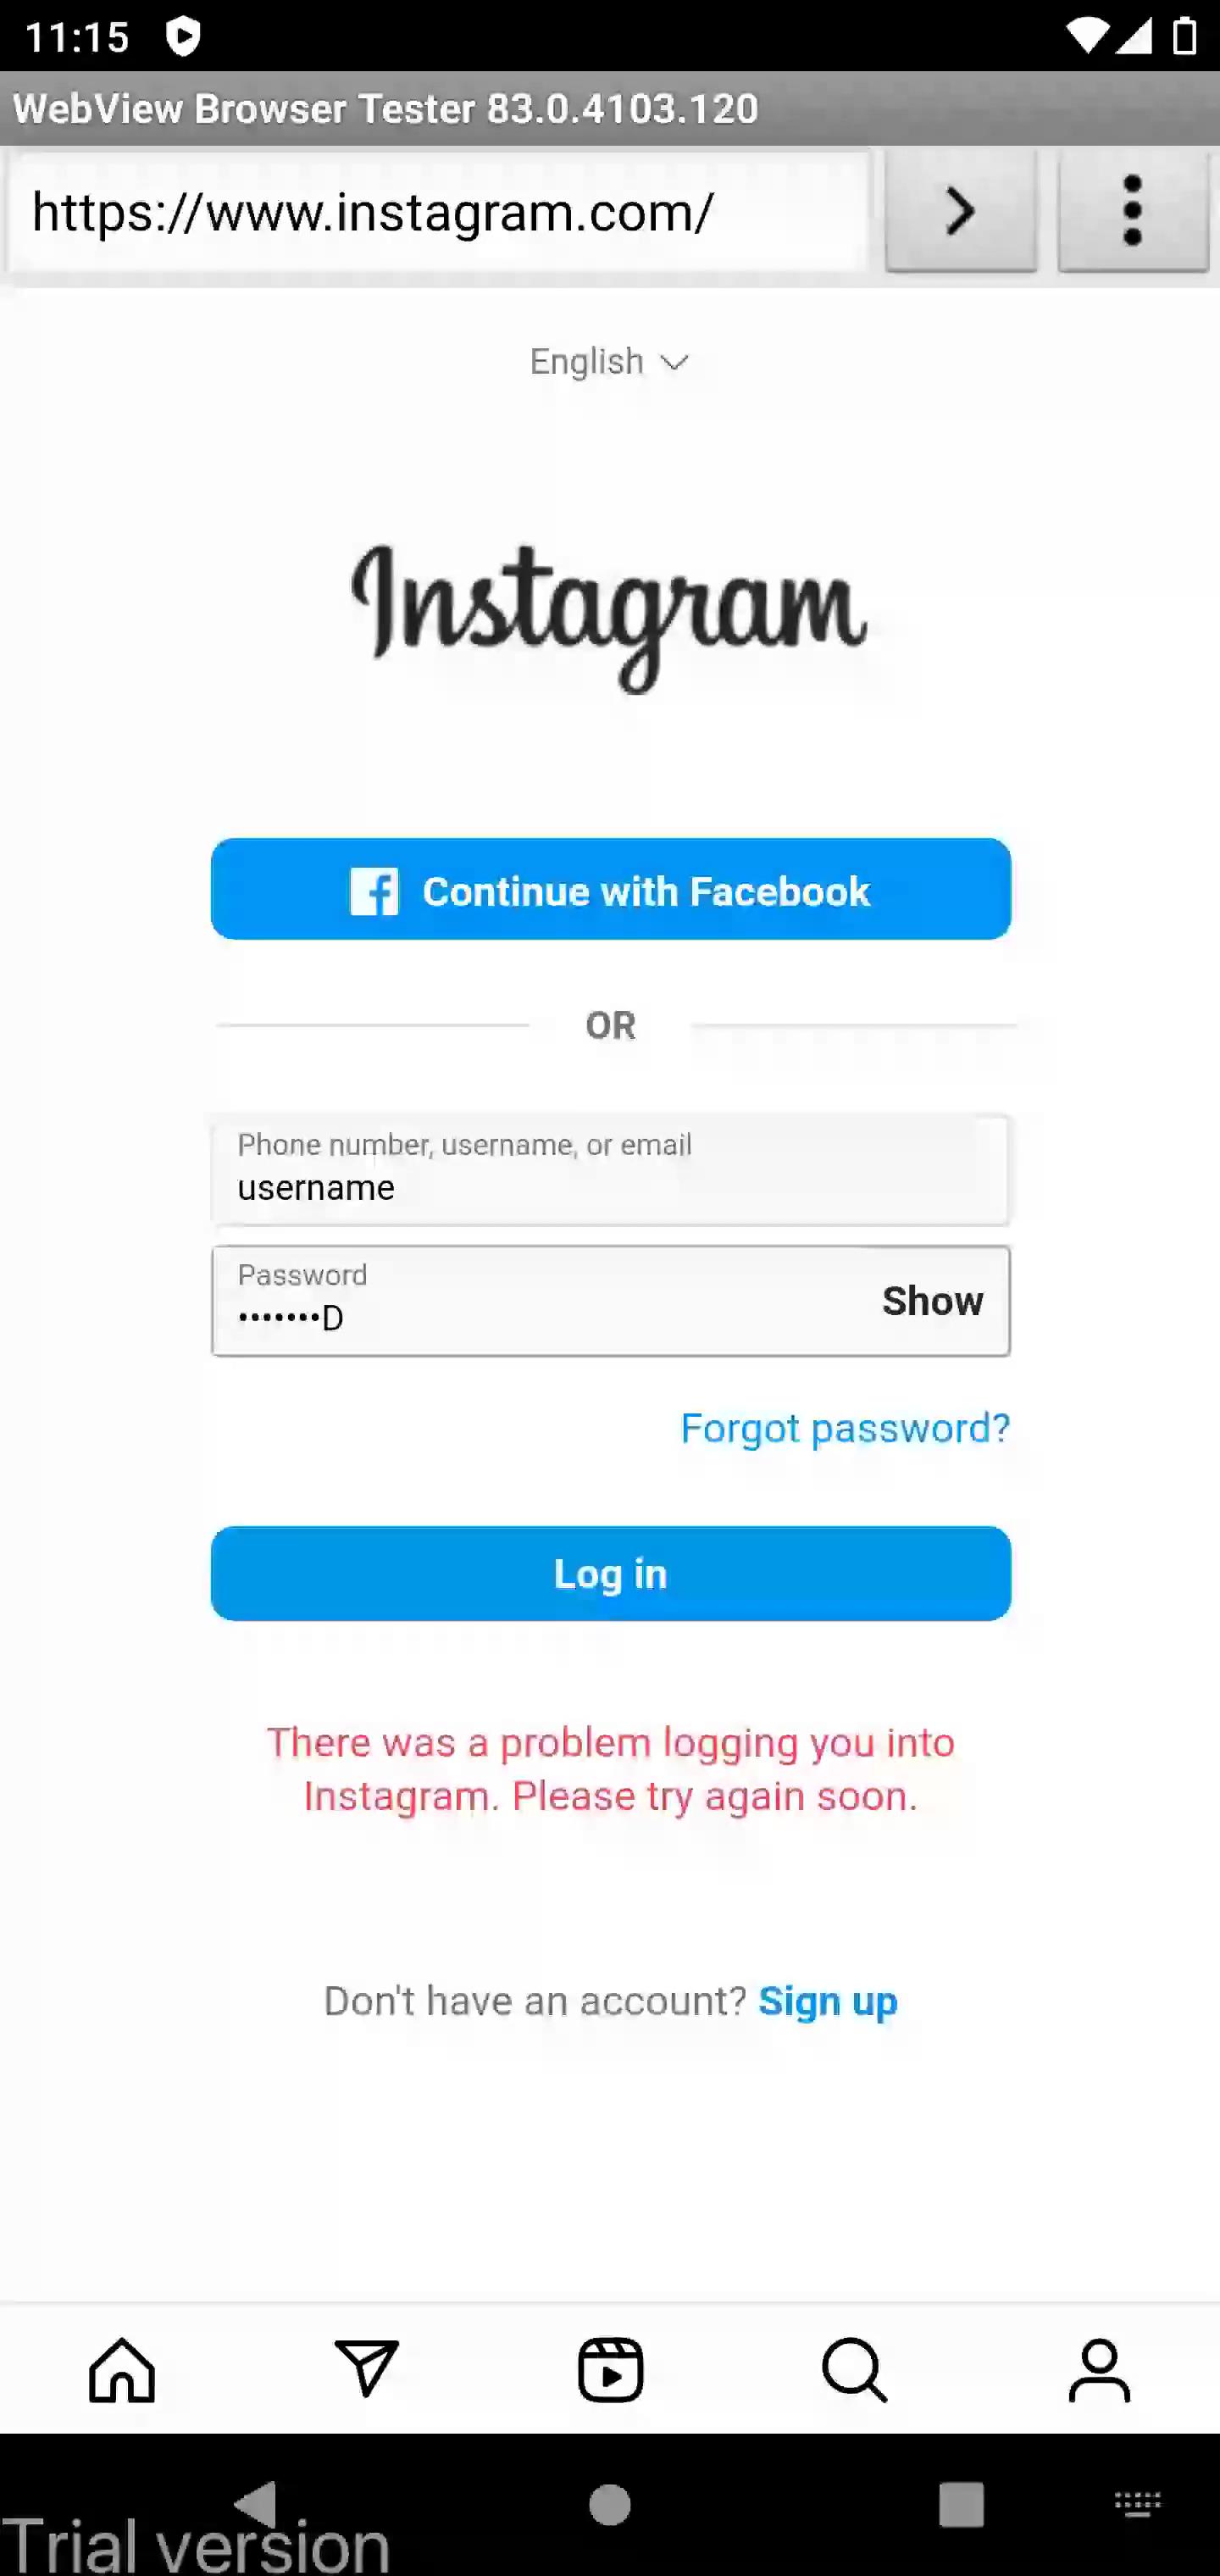 11:15
WebView Browser Tester 83.0.4103.120
https://www.instagram.com/
English
Instagram
Continue with Facebook
OR
Phone number, username, or email
username
Password
•••••••D
Show
Forgot password?
Log in
There was a problem logging you into
Instagram. Please try again soon.
Don't have an account? Sign up
Trial version